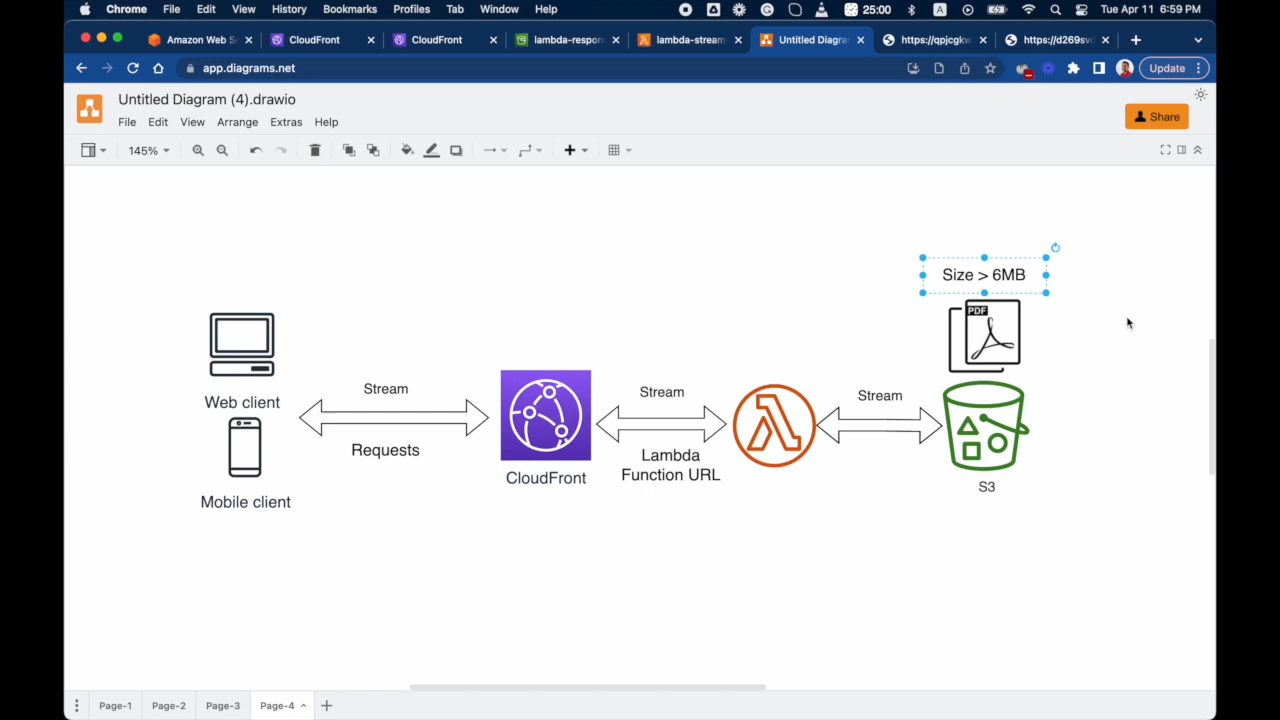 Chrome File Edit View History Bookmarks Profiles Tab Window Help 25:00 A Tue Apr 11 6:59 PM
Amazon Web S CloudFront CloudFront lambda-respon lambda-stream Untitled Diagra https://qpjcgkw https://d269svc
app.diagrams.net Update
Untitled Diagram (4).drawio
File Edit View Arrange Extras Help
Share
145%
Size > 6MB
PDF
Web client
Stream
Stream
Stream
Requests
Lambda
Function URL
CloudFront
S3
Mobile client
Page-1 Page-2 Page-3 Page-4